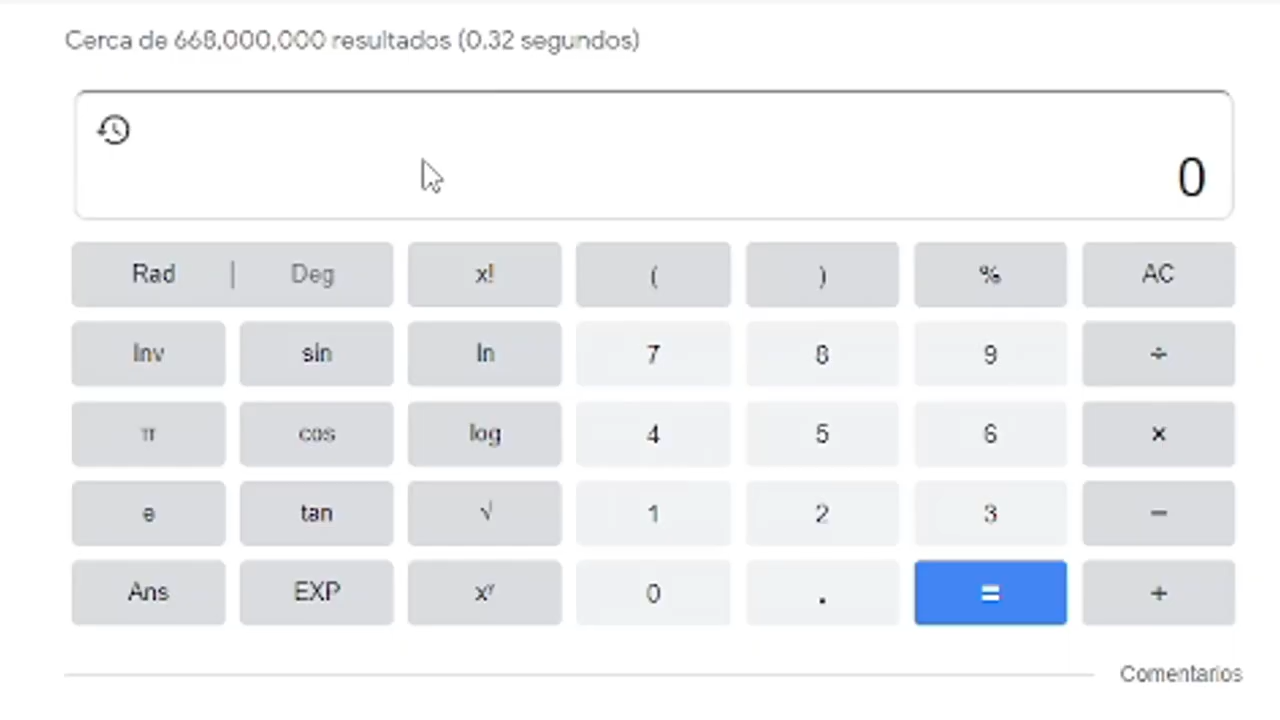 Cerca de 668,000,000 resultados (0.32 segundos)
0
Rad | Deg x! ( ) % AC
Inv sin ln 7 8 9 ÷
π cos log 4 5 6 ×
e tan √ 1 2 3 −
Ans EXP xʸ 0 . = +
Comentarios